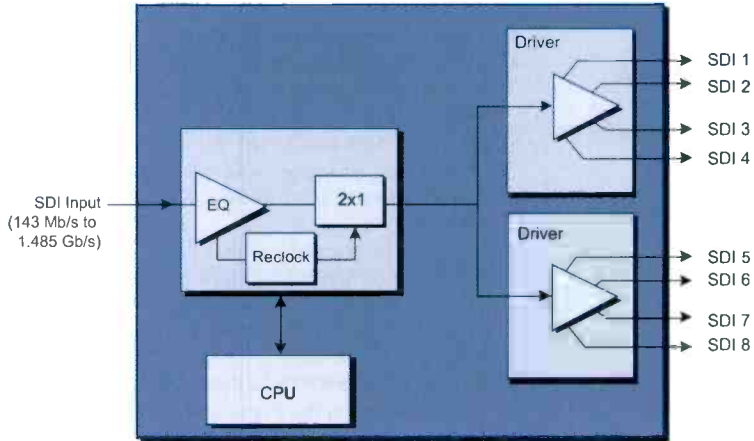 Driver
SDI 1
SDI 2
SDI 3
SDI 4
SDI Input
(143 Mb/s to
1.485 Gb/s)
EQ
2x1
Reclock
CPU
Driver
SDI 5
SDI 6
SDI 7
SDI 8